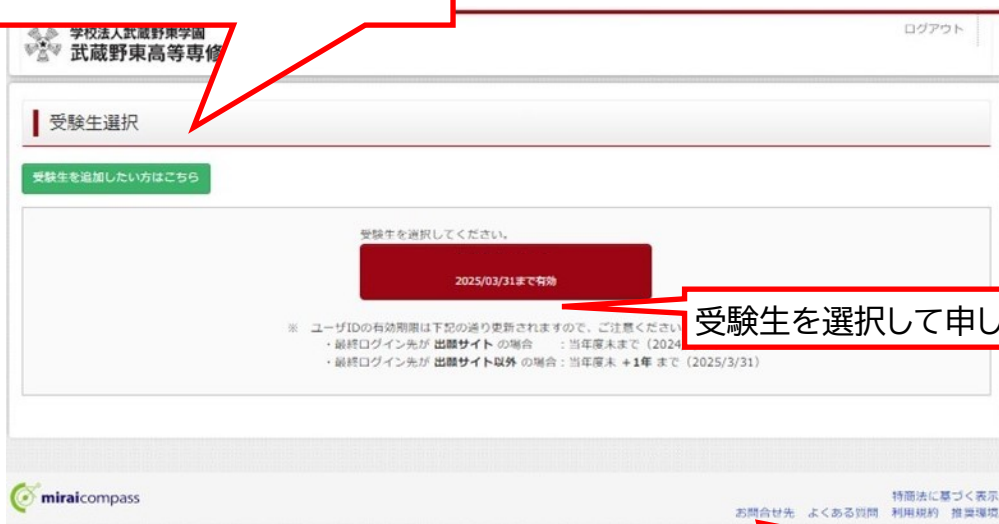 学校法人武蔵野東学園
武蔵野東高等専修
ログアウト
受験生選択
受験生を追加したい方はこちら
受験生を選択してください。
2025/03/31まで有効
※ ユーザIDの有効期限は下記の通り更新されますので、ご注意ください
・最終ログイン先が 出願サイト の場合 : 当年度末まで（2024
・最終ログイン先が 出願サイト以外 の場合 : 当年度末 +1年 まで（2025/3/31）
受験生を選択して申し
miraicompass
特商法に基づく表示
お問合せ先 よくある質問 利用規約 推奨環境